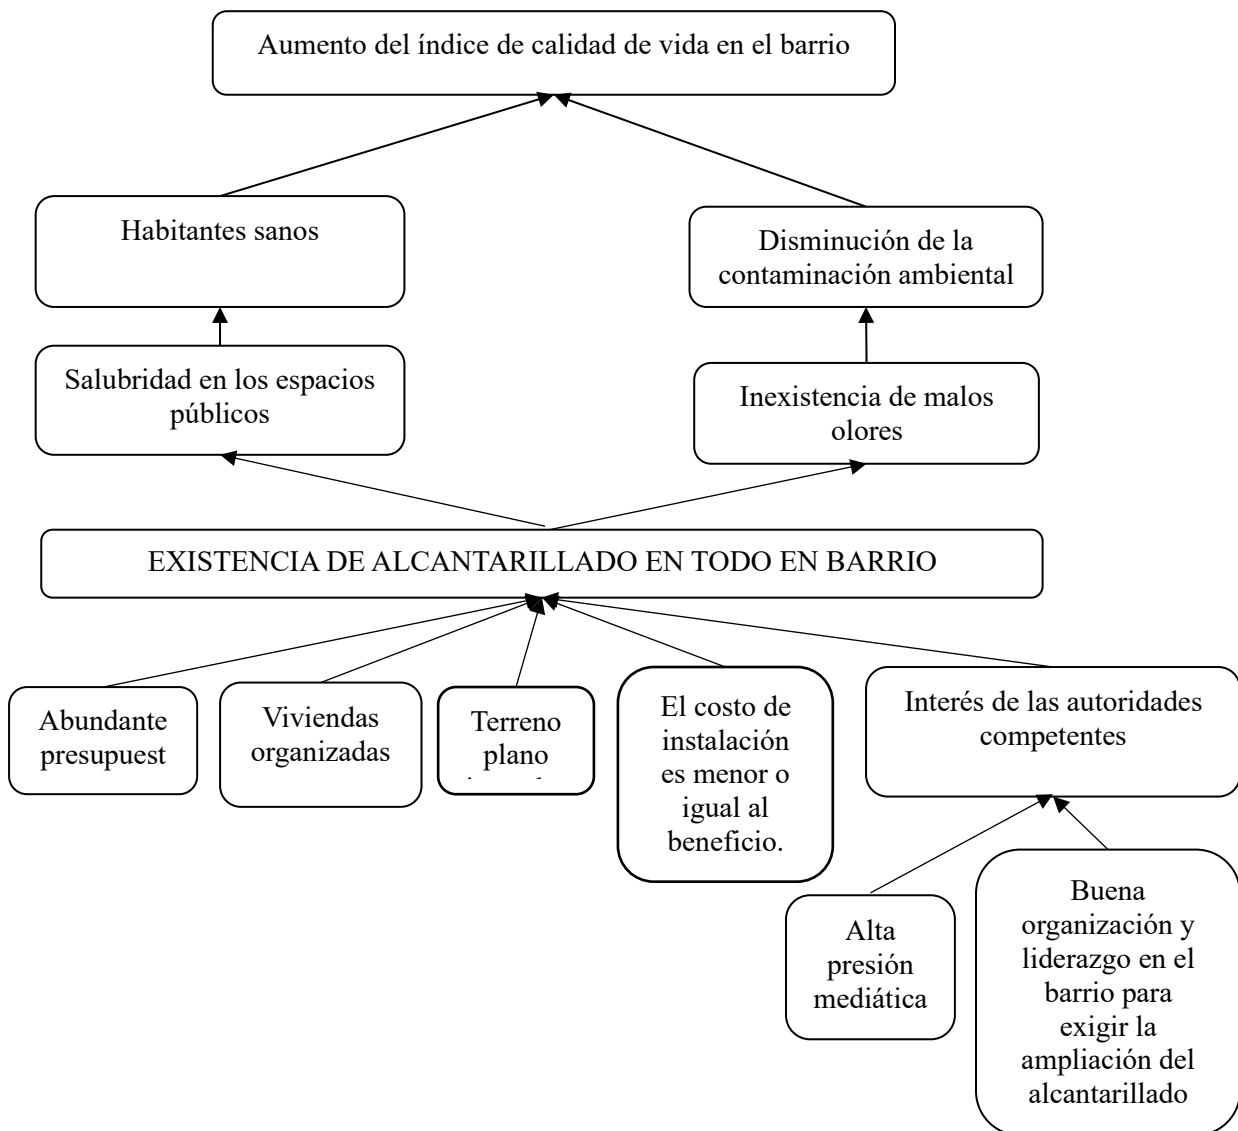 Aumento del índice de calidad de vida en el barrio
Habitantes sanos
Disminución de la
contaminación ambiental
Salubridad en los espacios
públicos
Inexistencia de malos
olores
EXISTENCIA DE ALCANTARILLADO EN TODO EN BARRIO
Abundante
presupuest
Viviendas
organizadas
Terreno
plano
El costo de
instalación
es menor o
igual al
beneficio.
Interés de las autoridades
competentes
Alta
presión
mediática
Buena
organización y
liderazgo en el
barrio para
exigir la
ampliación del
alcantarillado